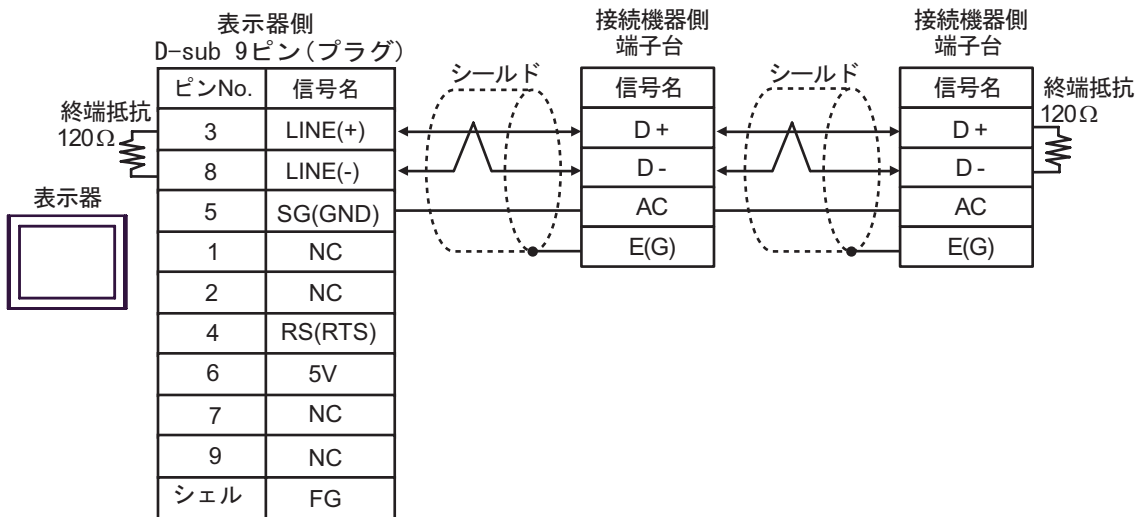 表示器側
D-sub 9ピン(プラグ)
接続機器側
端子台
接続機器側
端子台
ピンNo. 信号名
シールド
信号名
シールド
信号名
終端抵抗
120Ω
3 LINE(+)
D+
D+
終端抵抗
120Ω
8 LINE(-)
D-
D-
表示器
5 SG(GND)
AC
AC
1 NC
E(G)
E(G)
2 NC
4 RS(RTS)
6 5V
7 NC
9 NC
シェル FG